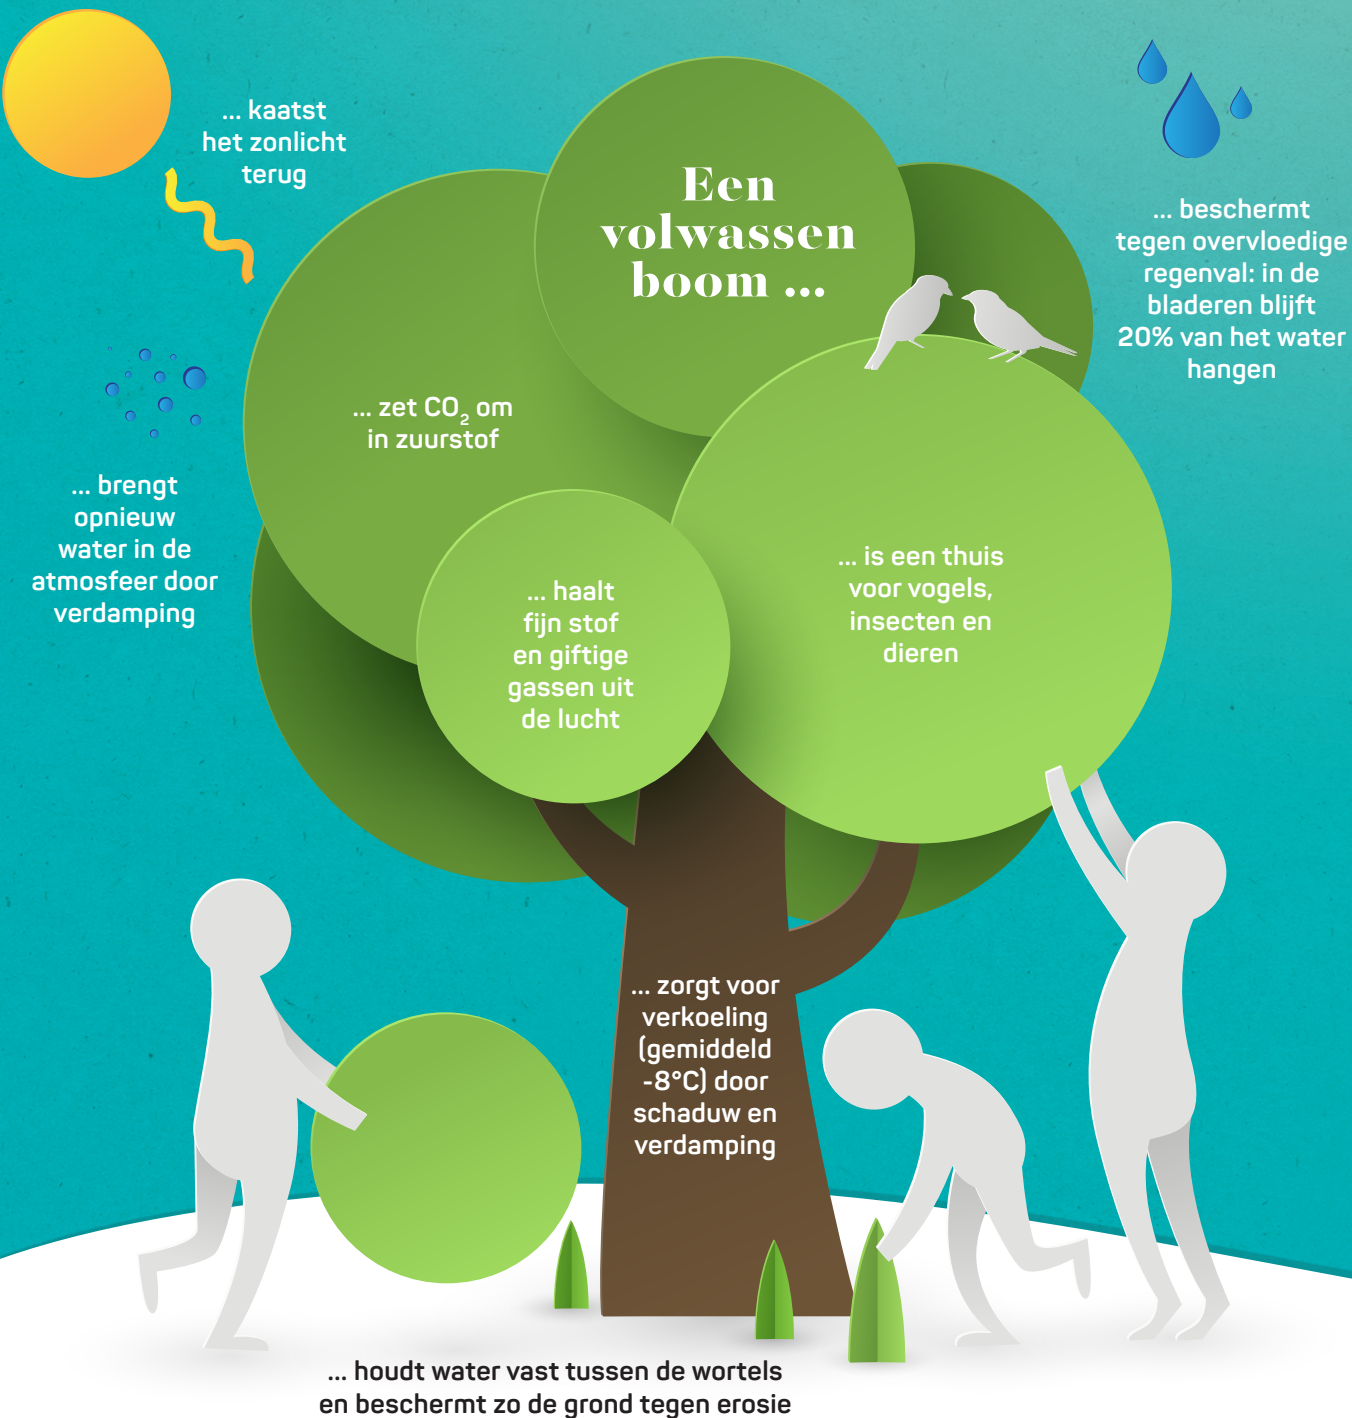 Een
volwassen
boom ...
... kaatst
het zonlicht
terug
... beschermt
tegen overvloedige
regenval: in de
bladeren blijft
20% van het water
hangen
... zet CO₂ om
in zuurstof
... brengt
opnieuw
water in de
atmosfeer door
verdamping
... haalt
fijn stof
en giftige
gassen uit
de lucht
... is een thuis
voor vogels,
insecten en
dieren
... zorgt voor
verkoeling
(gemiddeld
-8°C) door
schaduw en
verdamping
... houdt water vast tussen de wortels
en beschermt zo de grond tegen erosie